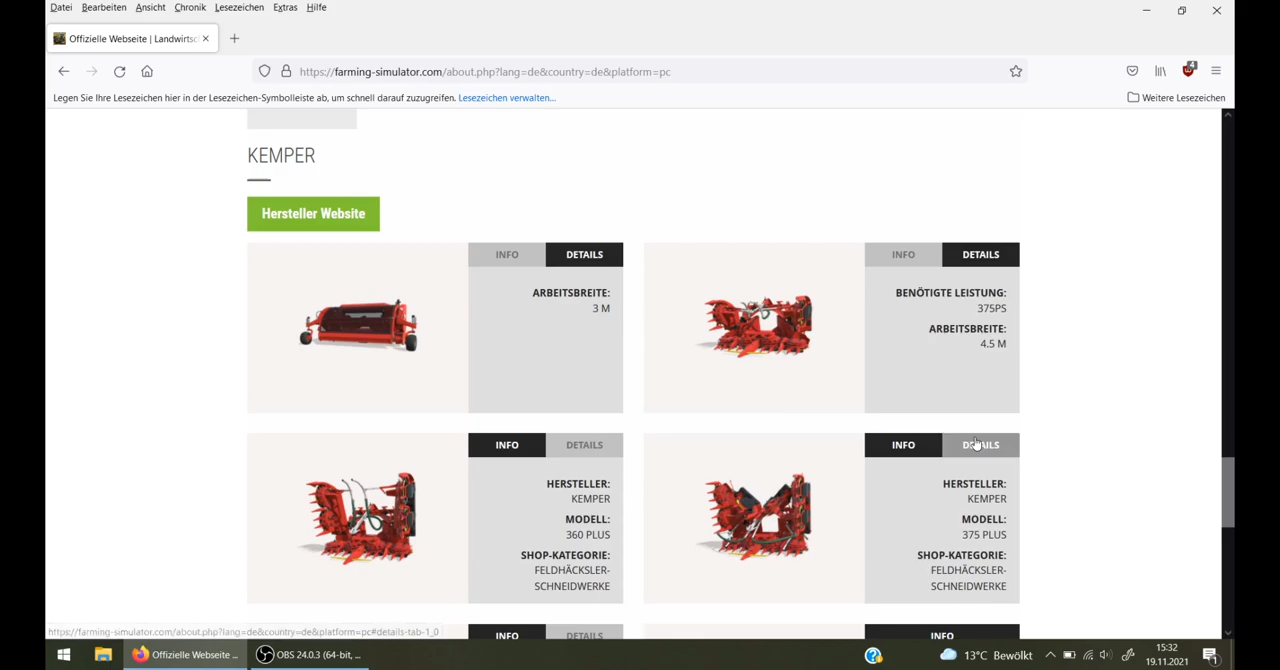 Datei Bearbeiten Ansicht Chronik Lesezeichen Extras Hilfe
Offizielle Webseite | Landwirtsc
https://farming-simulator.com/about.php?lang=de&country=de&platform=pc
4
Legen Sie Ihre Lesezeichen hier in der Lesezeichen-Symbolleiste ab, um schnell darauf zuzugreifen. Lesezeichen verwalten...
Weitere Lesezeichen
KEMPER
Hersteller Website
INFO DETAILS
ARBEITSBREITE:
3 M
INFO DETAILS
BENÖTIGTE LEISTUNG:
375PS
ARBEITSBREITE:
4.5 M
INFO DETAILS
HERSTELLER:
KEMPER
MODELL:
360 PLUS
SHOP-KATEGORIE:
FELDHÄCKSLER-
SCHNEIDWERKE
INFO DETAILS
HERSTELLER:
KEMPER
MODELL:
375 PLUS
SHOP-KATEGORIE:
FELDHÄCKSLER-
SCHNEIDWERKE
INFO DETAILS
INFO
https://farming-simulator.com/about.php?lang=de&country=de&platform=pc#details-tab-1_0
Offizielle Webseite ...
OBS 24.0.3 (64-bit, ...
13°C Bewölkt
15:32
19.11.2021
1